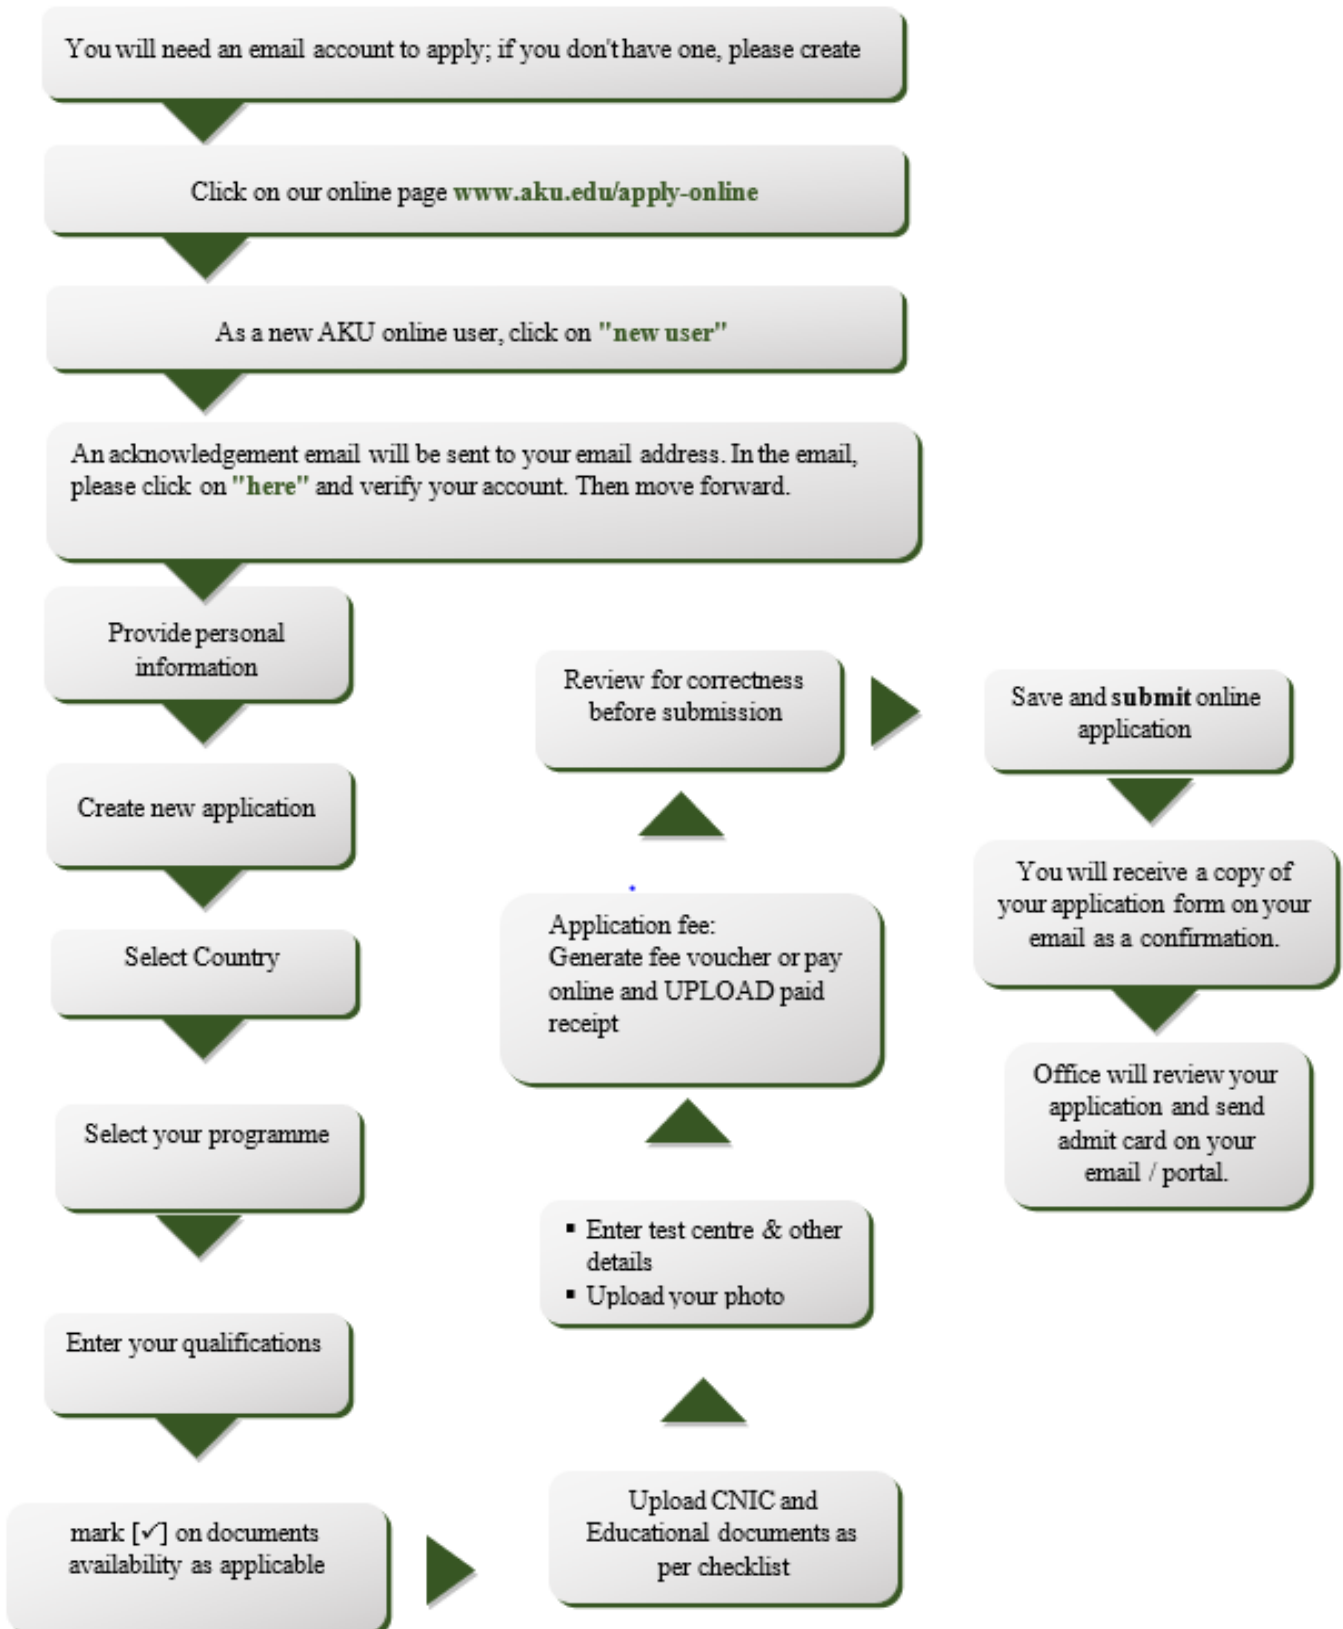 You will need an email account to apply; if you don't have one, please create
Click on our online page www.aku.edu/apply-online
As a new AKU online user, click on "new user"
An acknowledgement email will be sent to your email address. In the email,
please click on "here" and verify your account. Then move forward.
Provide personal
information
Create new application
Select Country
Select your programme
Enter your qualifications
mark [✓] on documents
availability as applicable
Upload CNIC and
Educational documents as
per checklist
▪ Enter test centre & other
details
▪ Upload your photo
Application fee:
Generate fee voucher or pay
online and UPLOAD paid
receipt
Review for correctness
before submission
Save and submit online
application
You will receive a copy of
your application form on your
email as a confirmation.
Office will review your
application and send
admit card on your
email / portal.